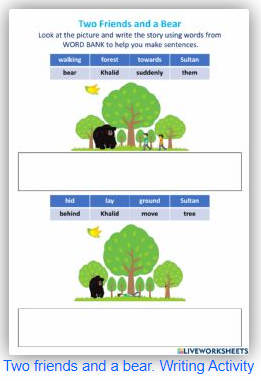 Two Friends and a Bear
Look at the picture and write the story using words from
WORD BANK to help you make sentences.
walking forest towards Sultan
bear Khalid suddenly them
hid lay ground Sultan
behind Khalid move tree
LIVEWORKSHEETS
Two friends and a bear. Writing Activity